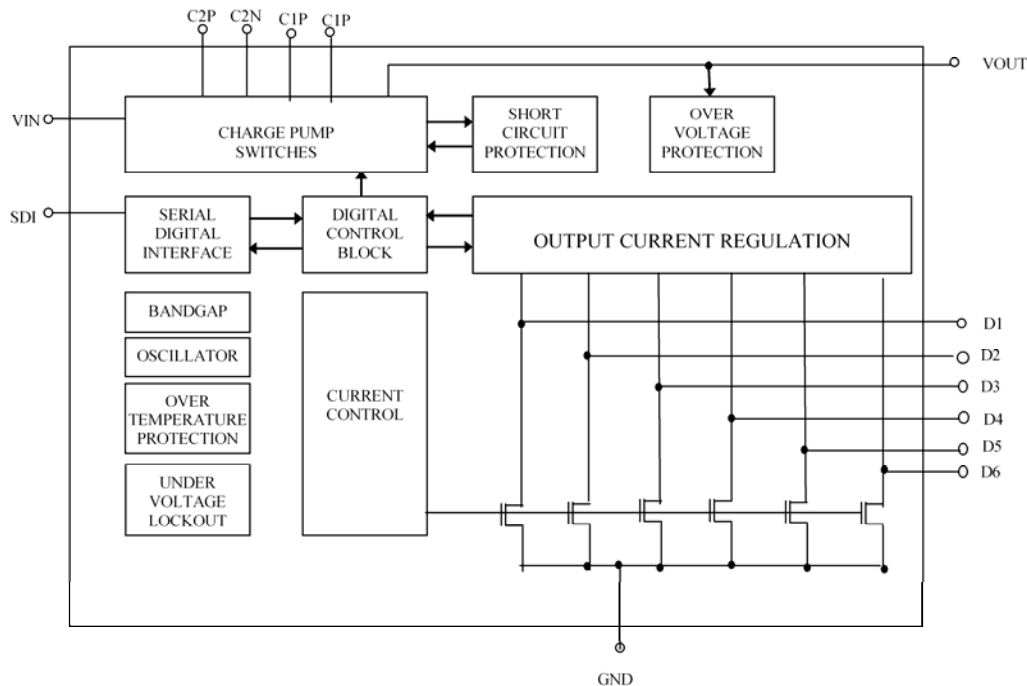 C2P C2N C1P C1P
VOUT
VIN
CHARGE PUMP
SWITCHES
SHORT
CIRCUIT
PROTECTION
OVER
VOLTAGE
PROTECTION
SDI
SERIAL
DIGITAL
INTERFACE
DIGITAL
CONTROL
BLOCK
OUTPUT CURRENT REGULATION
BANDGAP
OSCILLATOR
OVER
TEMPERATURE
PROTECTION
UNDER
VOLTAGE
LOCKOUT
CURRENT
CONTROL
D1
D2
D3
D4
D5
D6
GND